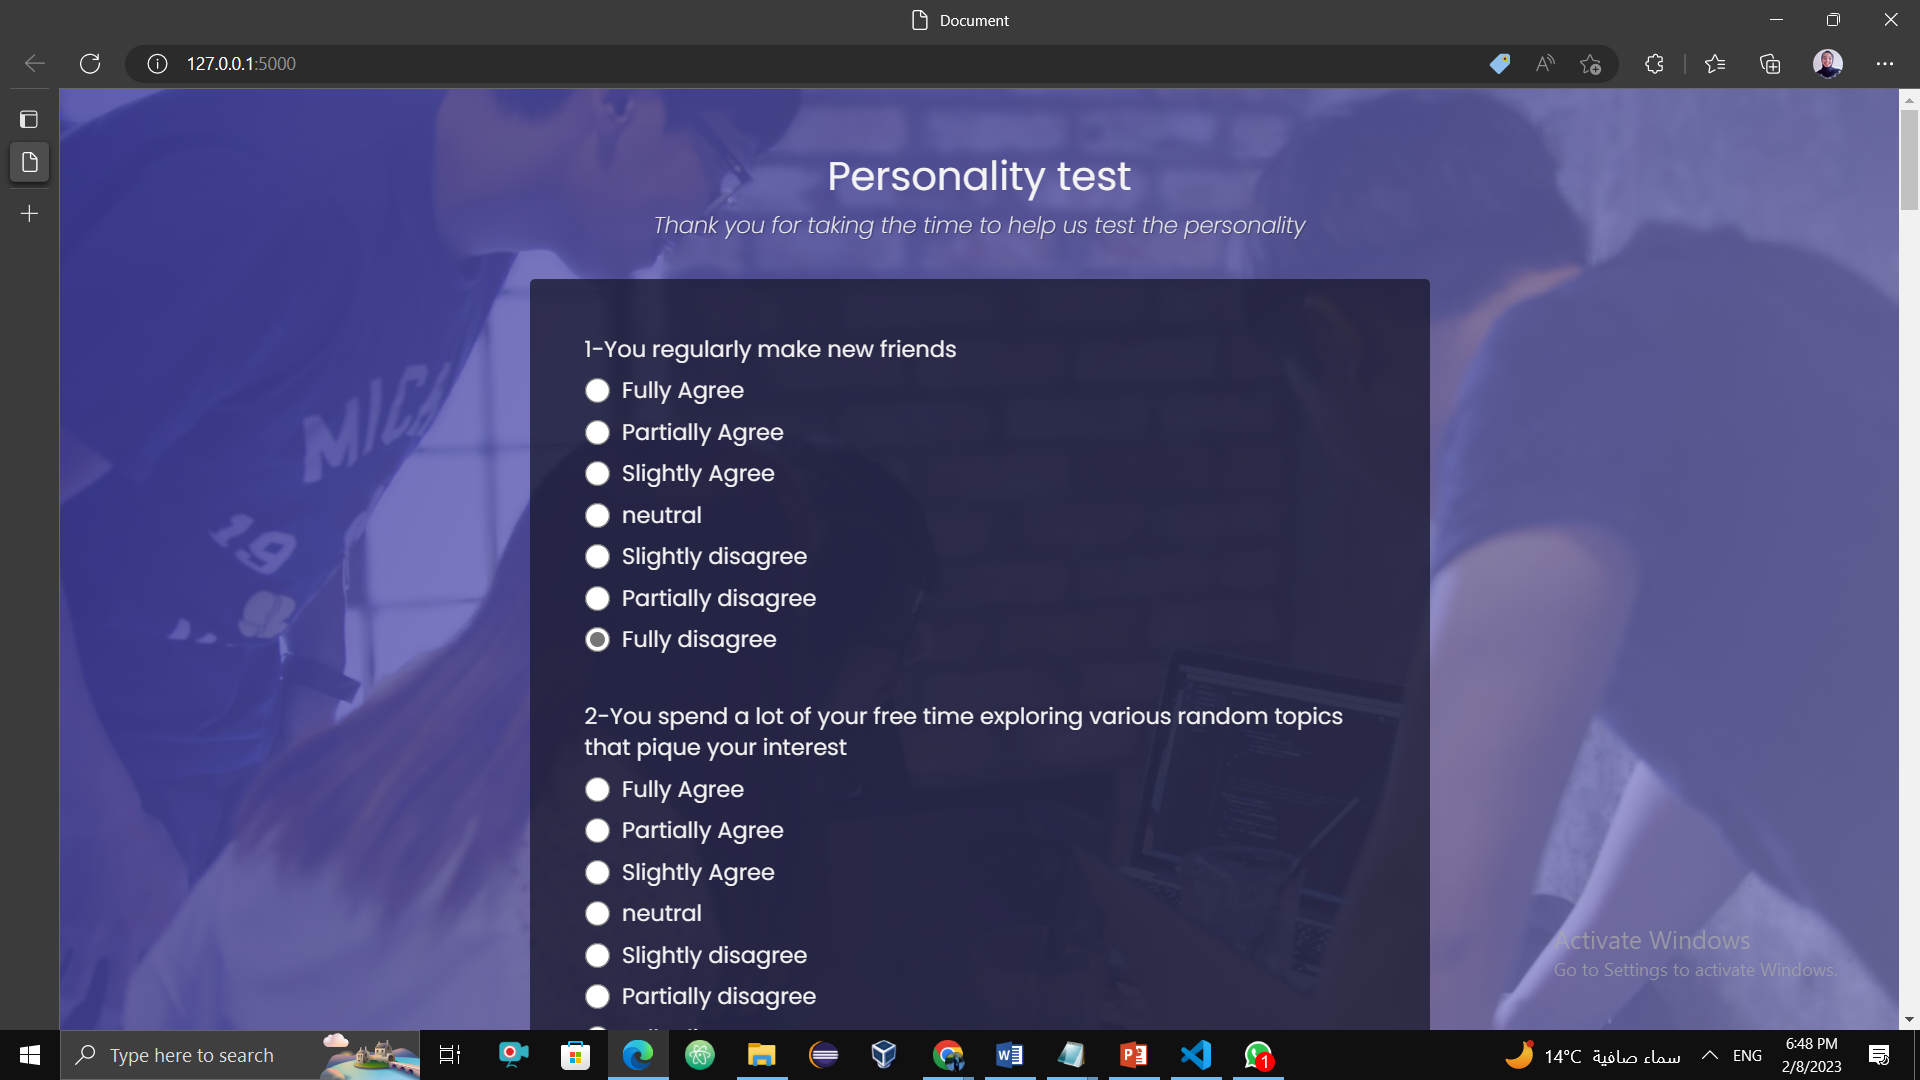 Document
127.0.0.1:5000
Personality test
Thank you for taking the time to help us test the personality
MICH
19
1-You regularly make new friends
Fully Agree
Partially Agree
Slightly Agree
neutral
Slightly disagree
Partially disagree
Fully disagree
2-You spend a lot of your free time exploring various random topics
that pique your interest
Fully Agree
Partially Agree
Slightly Agree
neutral
Slightly disagree
Partially disagree
Activate Windows
Go to Settings to activate Windows.
Type here to search
1
14°C سماء صافية
ENG
6:48 PM
2/8/2023